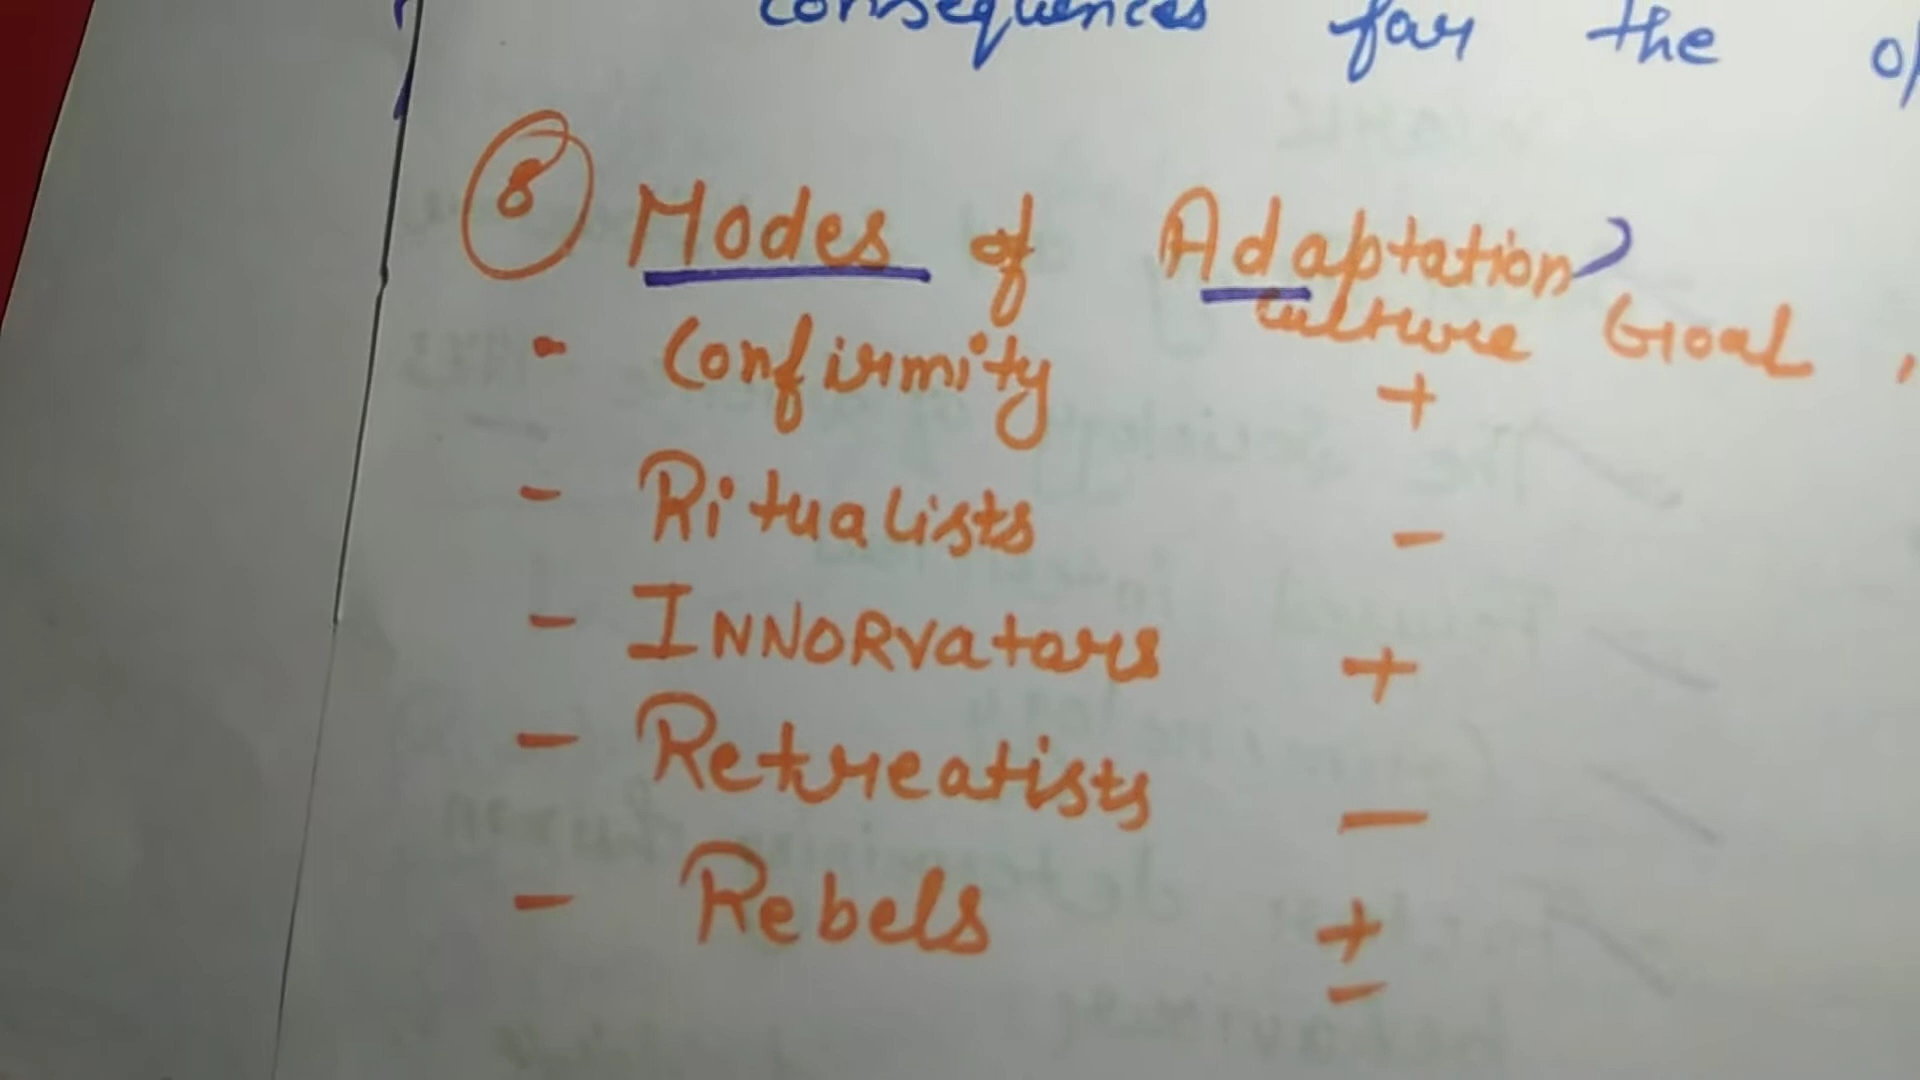 consequences for the
8 Modes of Adaptation
Culture Goal
- Confirmity +
- Ritualists -
- INNORvators +
- Retreatists -
- Rebels ±